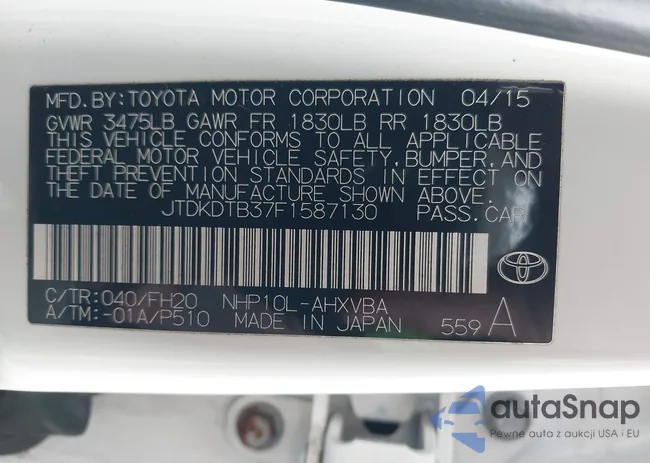 MFD.BY:TOYOTA MOTOR CORPORATION 04/15
GVWR 3475LB GAWR FR 1830LB RR 1830LB
THIS VEHICLE CONFORMS TO ALL APPLICABLE
FEDERAL MOTOR VEHICLE SAFETY, BUMPER, AND
THEFT PREVENTION STANDARDS IN EFFECT ON
THE DATE OF MANUFACTURE SHOWN ABOVE.
JTDKDTB37F1587130 PASS.CAR
C/TR:040/FH20 NHP10L-AHXVBA
A/TM:-01A/P510 MADE IN JAPAN 559 A
autoSnap
Pewne auta z aukcji USA i EU